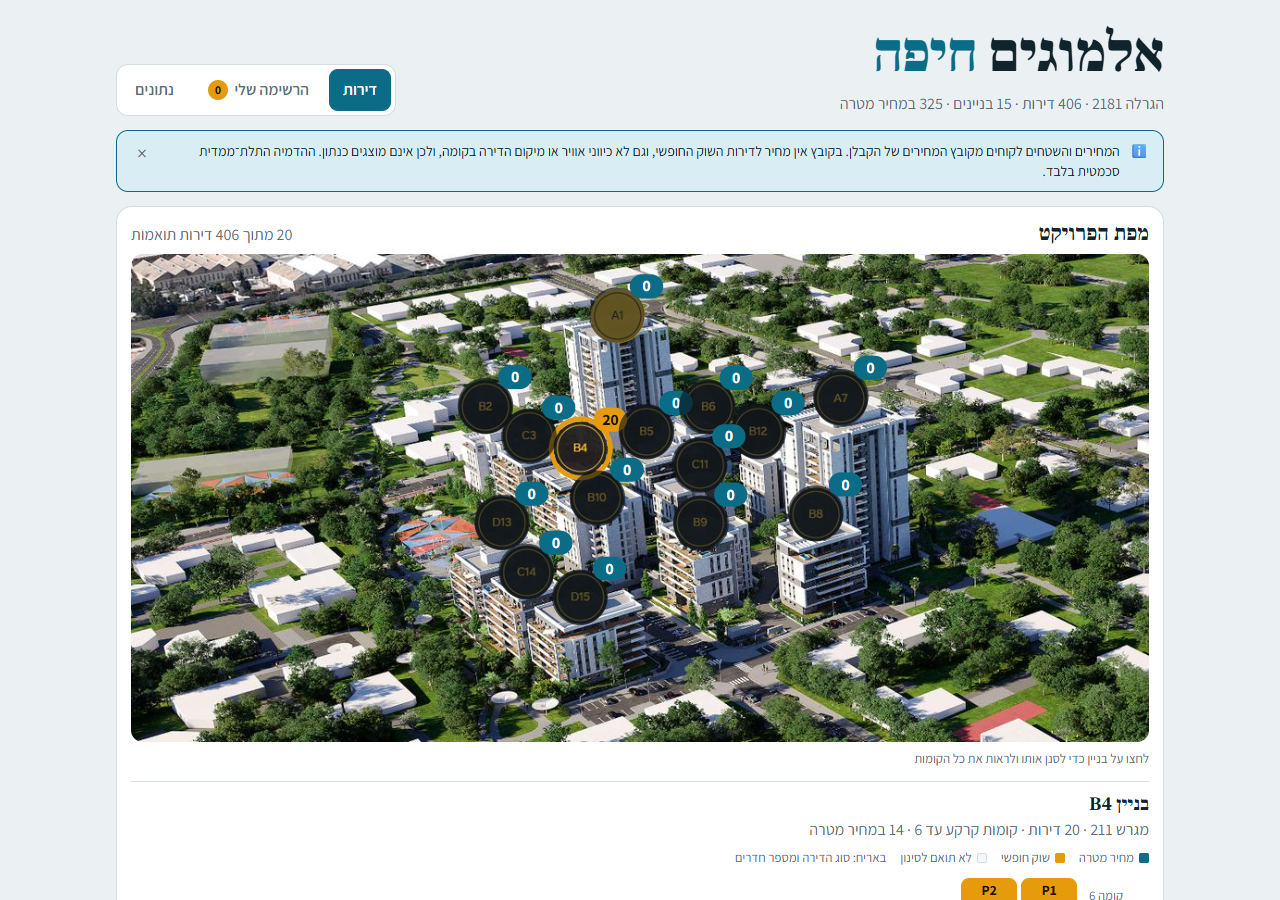 אלמוגים חיפה
הגרלה 2181 · 406 דירות · 15 בניינים · 325 במחיר מטרה
דירות
הרשימה שלי 0
נתונים
המחירים והשטחים לקוחים מקובץ המחירים של הקבלן. בקובץ אין מחיר לדירות השוק החופשי, וגם לא כיווני אוויר או מיקום הדירה בקומה, ולכן אינם מוצגים כנתון. ההדמיה התלת־ממדית
סכמטית בלבד.
×
מפת הפרויקט
20 מתוך 406 דירות תואמות
A1 0
A7 0
B2 0
B6 0
C3 0
B5 0
B12 0
B4 20
C11 0
B10 0
D13 0
B9 0
B8 0
C14 0
D15 0
לחצו על בניין כדי לסנן אותו ולראות את כל הקומות
בניין B4
מגרש 211 · 20 דירות · קומות קרקע עד 6 · 14 במחיר מטרה
מחיר מטרה
שוק חופשי
לא תואם לסינון
באריח: סוג הדירה ומספר חדרים
קומה 6
P1
P2